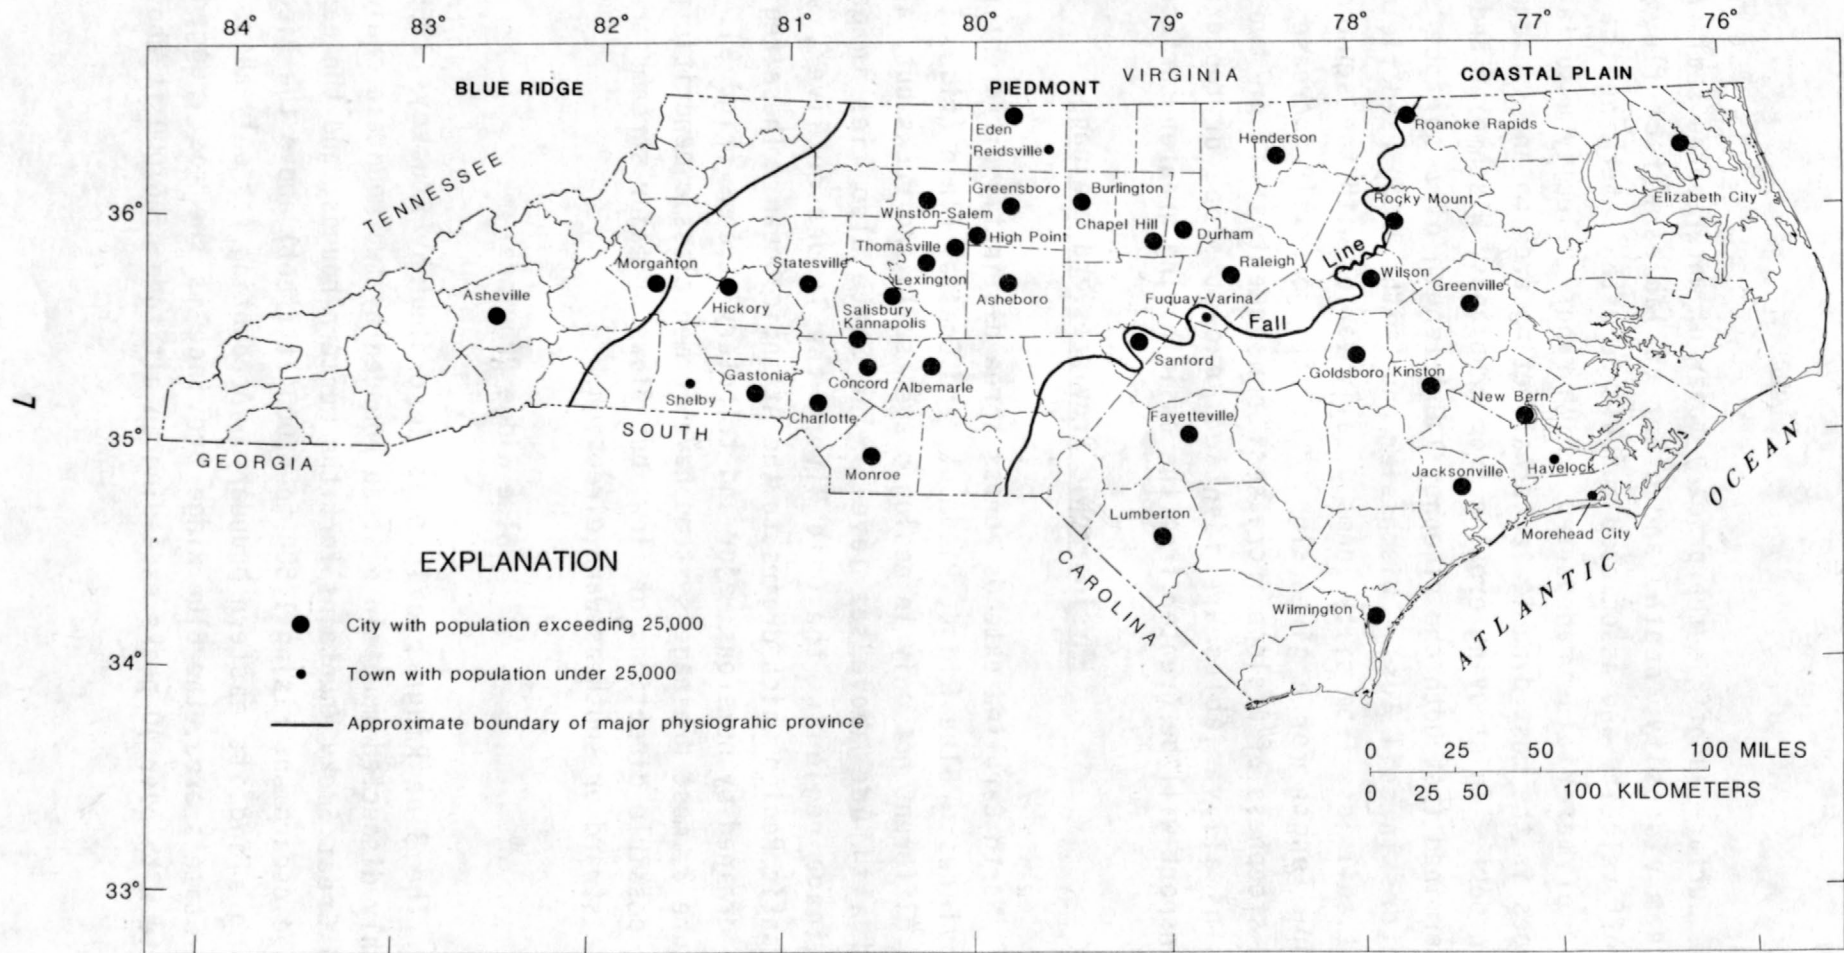 84° 83° 82° 81° 80° 79° 78° 77° 76°
BLUE RIDGE
PIEDMONT
VIRGINIA
COASTAL PLAIN
TENNESSEE
36°
35°
34°
33°
Eden
Reidsville
Henderson
Roanoke Rapids
Elizabeth City
Greensboro
Burlington
Winston-Salem
Chapel Hill
Durham
Rocky Mount
Thomasville
High Point
Raleigh
Line
Wilson
Morganton
Statesville
Lexington
Asheville
Hickory
Salisbury
Asheboro
Fuquay-Varina
Greenville
Kannapolis
Fall
Sanford
Gastonia
Concord
Albemarle
Goldsboro
Kinston
Shelby
Charlotte
Fayetteville
New Bern
SOUTH
GEORGIA
Monroe
Jacksonville
Havelock
Lumberton
Morehead City
CAROLINA
Wilmington
ATLANTIC
OCEAN
EXPLANATION
City with population exceeding 25,000
Town with population under 25,000
Approximate boundary of major physiograhic province
0 25 50 100 MILES
0 25 50 100 KILOMETERS
7